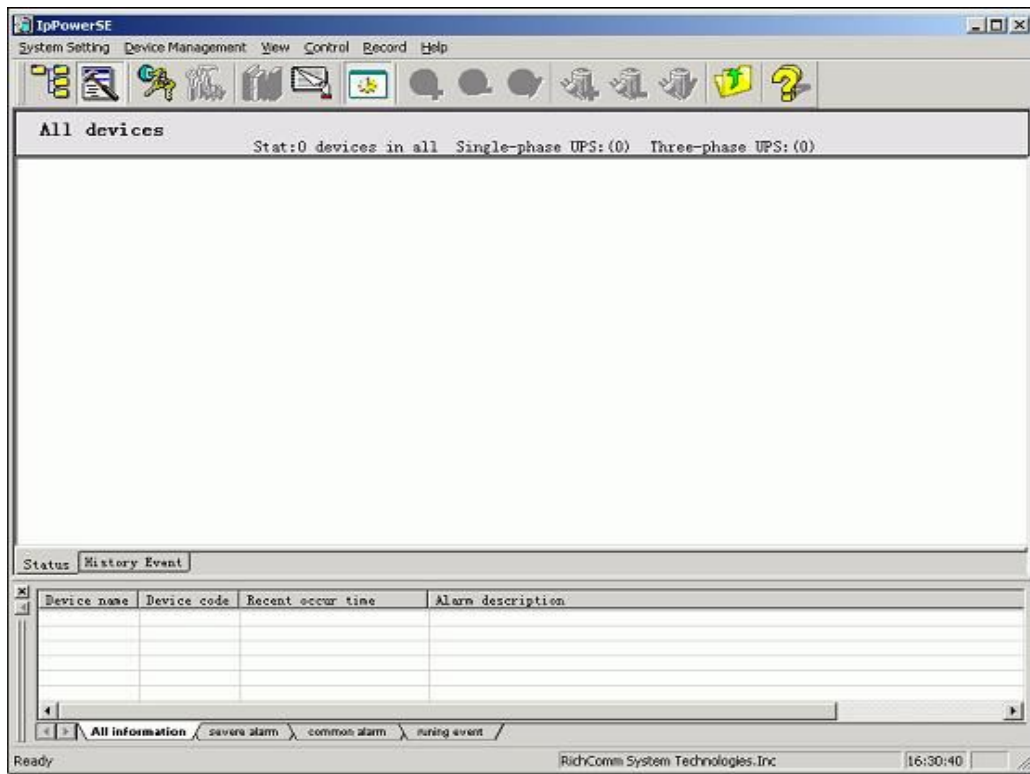 IpPowerSE
System Setting Device Management View Control Record Help
All devices
Stat:0 devices in all Single-phase UPS:(0) Three-phase UPS:(0)
Status History Event
Device name Device code Recent occur time Alarm description
All information severe alarm common alarm runing event
Ready RichComm System Technologies.Inc 16:30:40